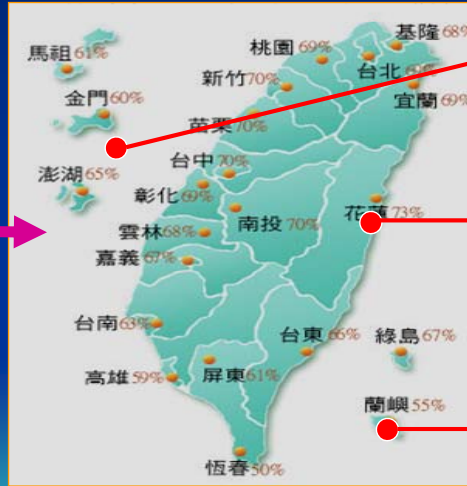 基隆 68%
桃園 69%
馬祖 61%
台北 69%
新竹 70%
金門 60%
宜蘭 69%
苗栗 70%
台中 70%
澎湖 65%
彰化 69%
花蓮 73%
南投 70%
雲林 68%
嘉義 67%
台南 63%
台東 66%
綠島 67%
高雄 59%
屏東 61%
蘭嶼 55%
恆春 50%